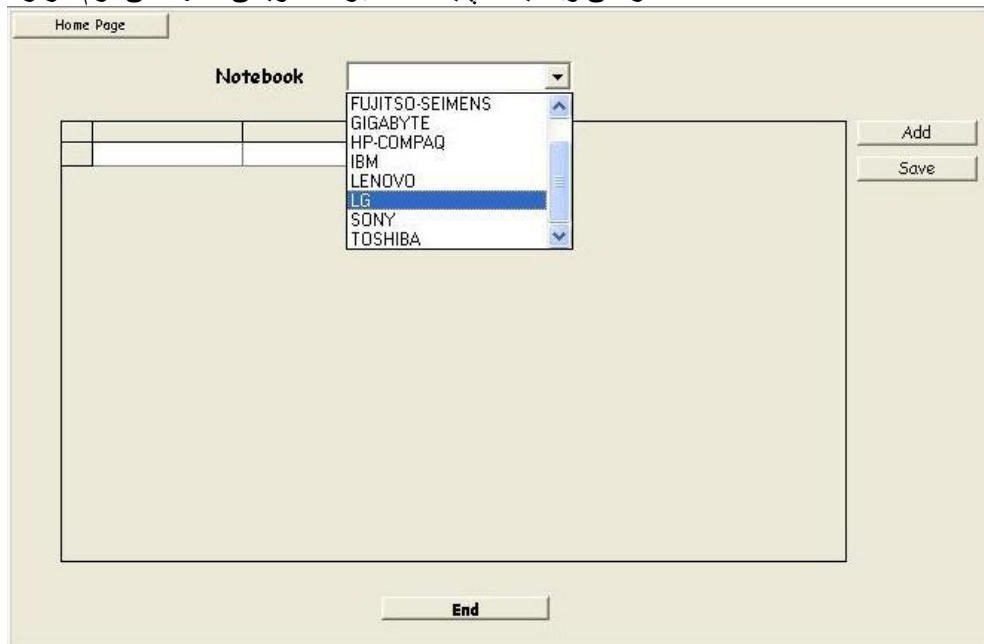 Home Page
Notebook
FUJITSO-SEIMENS
GIGABYTE
HP-COMPAQ
IBM
LENOVO
LG
SONY
TOSHIBA
Add
Save
End